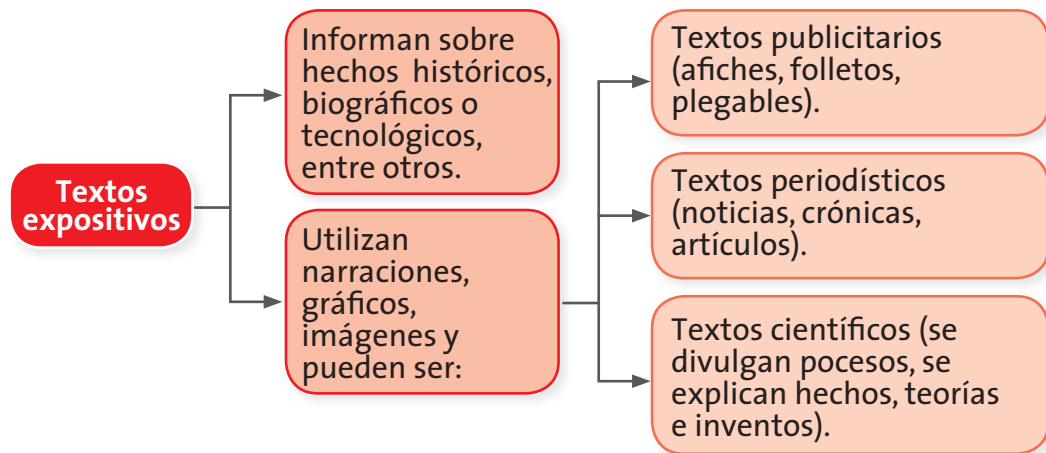 Textos
expositivos
Informan sobre
hechos históricos,
biográficos o
tecnológicos,
entre otros.
Utilizan
narraciones,
gráficos,
imágenes y
pueden ser:
Textos publicitarios
(afiches, folletos,
plegables).
Textos periodísticos
(noticias, crónicas,
artículos).
Textos científicos (se
divulgan pocesos, se
explican hechos, teorías
e inventos).